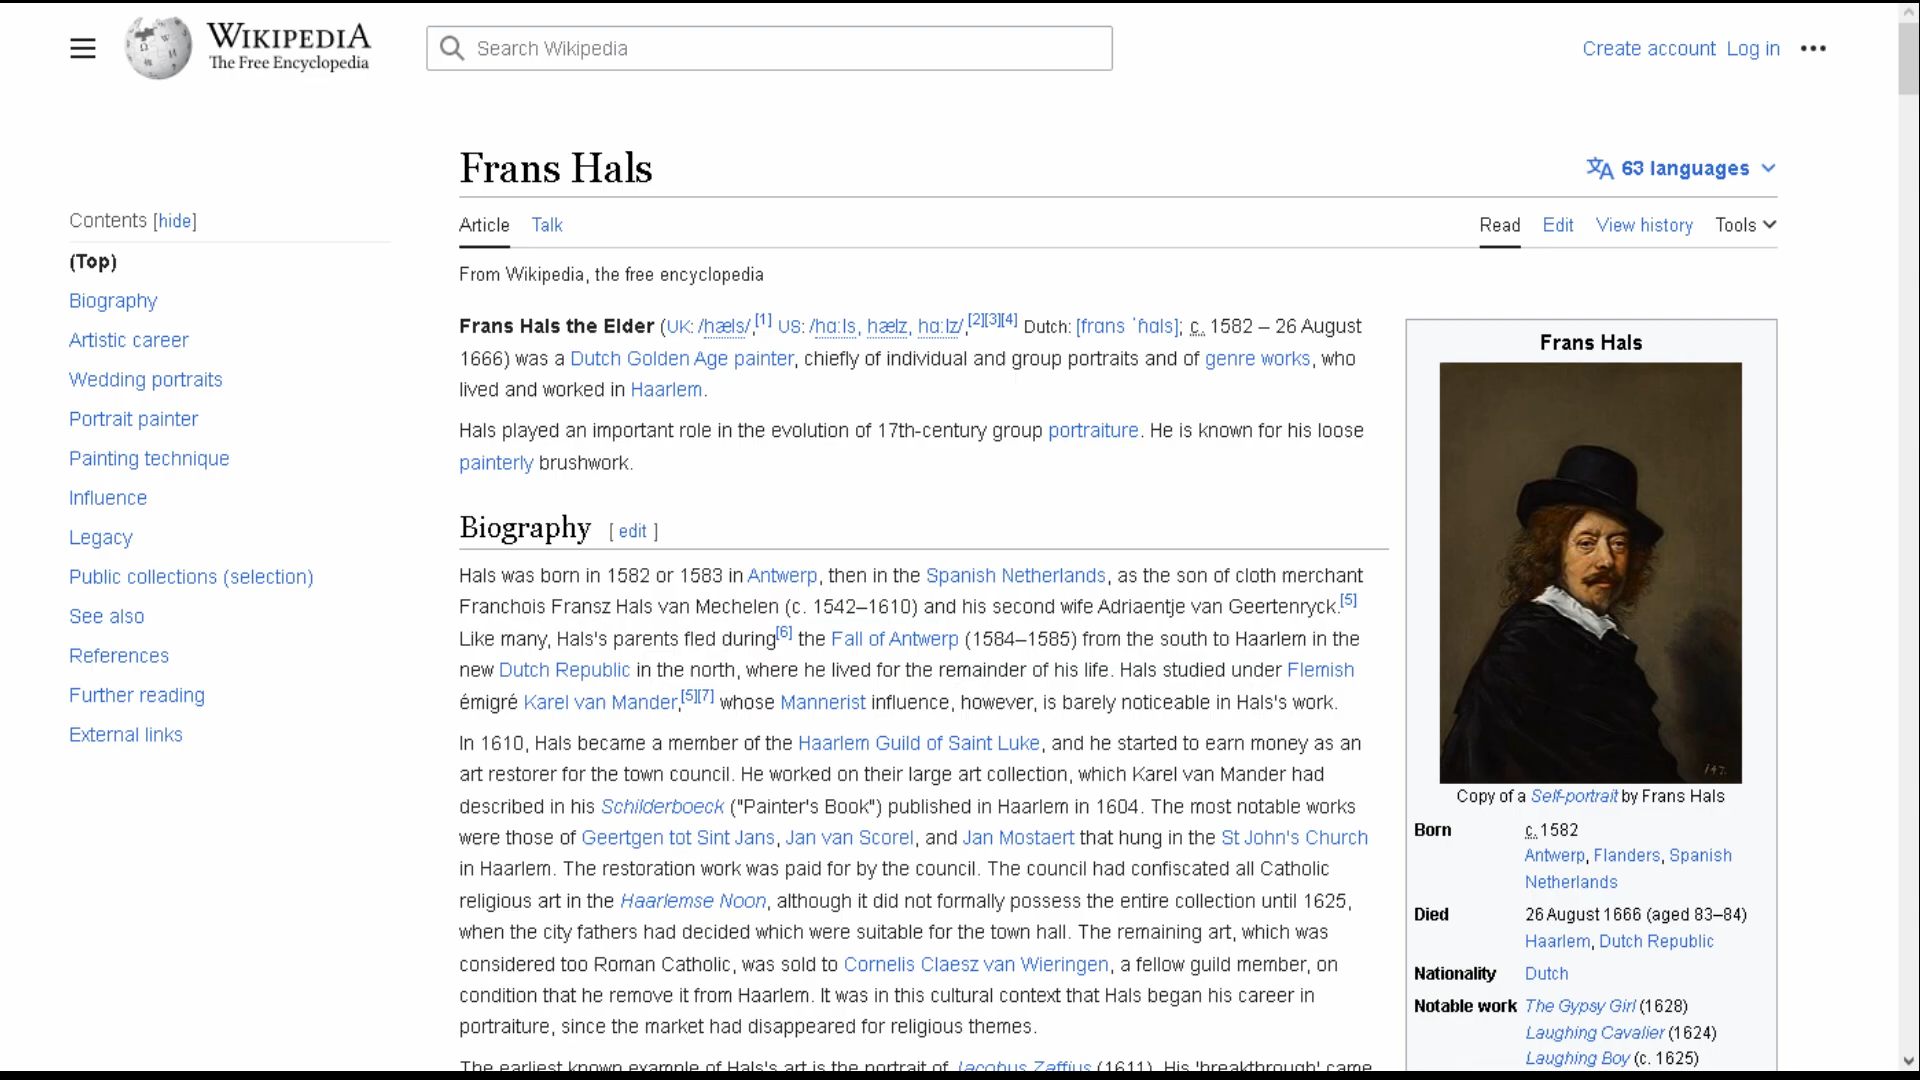 WIKIPEDIA
The Free Encyclopedia
Search Wikipedia
Create account Log in
Frans Hals
63 languages
Contents [hide]
(Top)
Biography
Artistic career
Wedding portraits
Portrait painter
Painting technique
Influence
Legacy
Public collections (selection)
See also
References
Further reading
External links
Article Talk
Read Edit View history Tools
From Wikipedia, the free encyclopedia
Frans Hals the Elder (UK: /hæls/,[1] US: /hɑːls, hælz, hɑːlz/,[2][3][4] Dutch: [frɑns ˈɦɑls]; c. 1582 – 26 August
1666) was a Dutch Golden Age painter, chiefly of individual and group portraits and of genre works, who
lived and worked in Haarlem.
Hals played an important role in the evolution of 17th-century group portraiture. He is known for his loose
painterly brushwork.
Biography [ edit ]
Hals was born in 1582 or 1583 in Antwerp, then in the Spanish Netherlands, as the son of cloth merchant
Franchois Fransz Hals van Mechelen (c. 1542–1610) and his second wife Adriaentje van Geertenryck.[5]
Like many, Hals's parents fled during[6] the Fall of Antwerp (1584–1585) from the south to Haarlem in the
new Dutch Republic in the north, where he lived for the remainder of his life. Hals studied under Flemish
émigré Karel van Mander,[5][7] whose Mannerist influence, however, is barely noticeable in Hals's work.
In 1610, Hals became a member of the Haarlem Guild of Saint Luke, and he started to earn money as an
art restorer for the town council. He worked on their large art collection, which Karel van Mander had
described in his Schilderboeck ("Painter's Book") published in Haarlem in 1604. The most notable works
were those of Geertgen tot Sint Jans, Jan van Scorel, and Jan Mostaert that hung in the St John's Church
in Haarlem. The restoration work was paid for by the council. The council had confiscated all Catholic
religious art in the Haarlemse Noon, although it did not formally possess the entire collection until 1625,
when the city fathers had decided which were suitable for the town hall. The remaining art, which was
considered too Roman Catholic, was sold to Cornelis Claesz van Wieringen, a fellow guild member, on
condition that he remove it from Haarlem. It was in this cultural context that Hals began his career in
portraiture, since the market had disappeared for religious themes.
The earliest known example of Hals's art is the portrait of Jacobus Zaffius (1611). His 'breakthrough' came
Frans Hals
147.
Copy of a Self-portrait by Frans Hals
Born c. 1582
Antwerp, Flanders, Spanish
Netherlands
Died 26 August 1666 (aged 83–84)
Haarlem, Dutch Republic
Nationality Dutch
Notable work The Gypsy Girl (1628)
Laughing Cavalier (1624)
Laughing Boy (c. 1625)